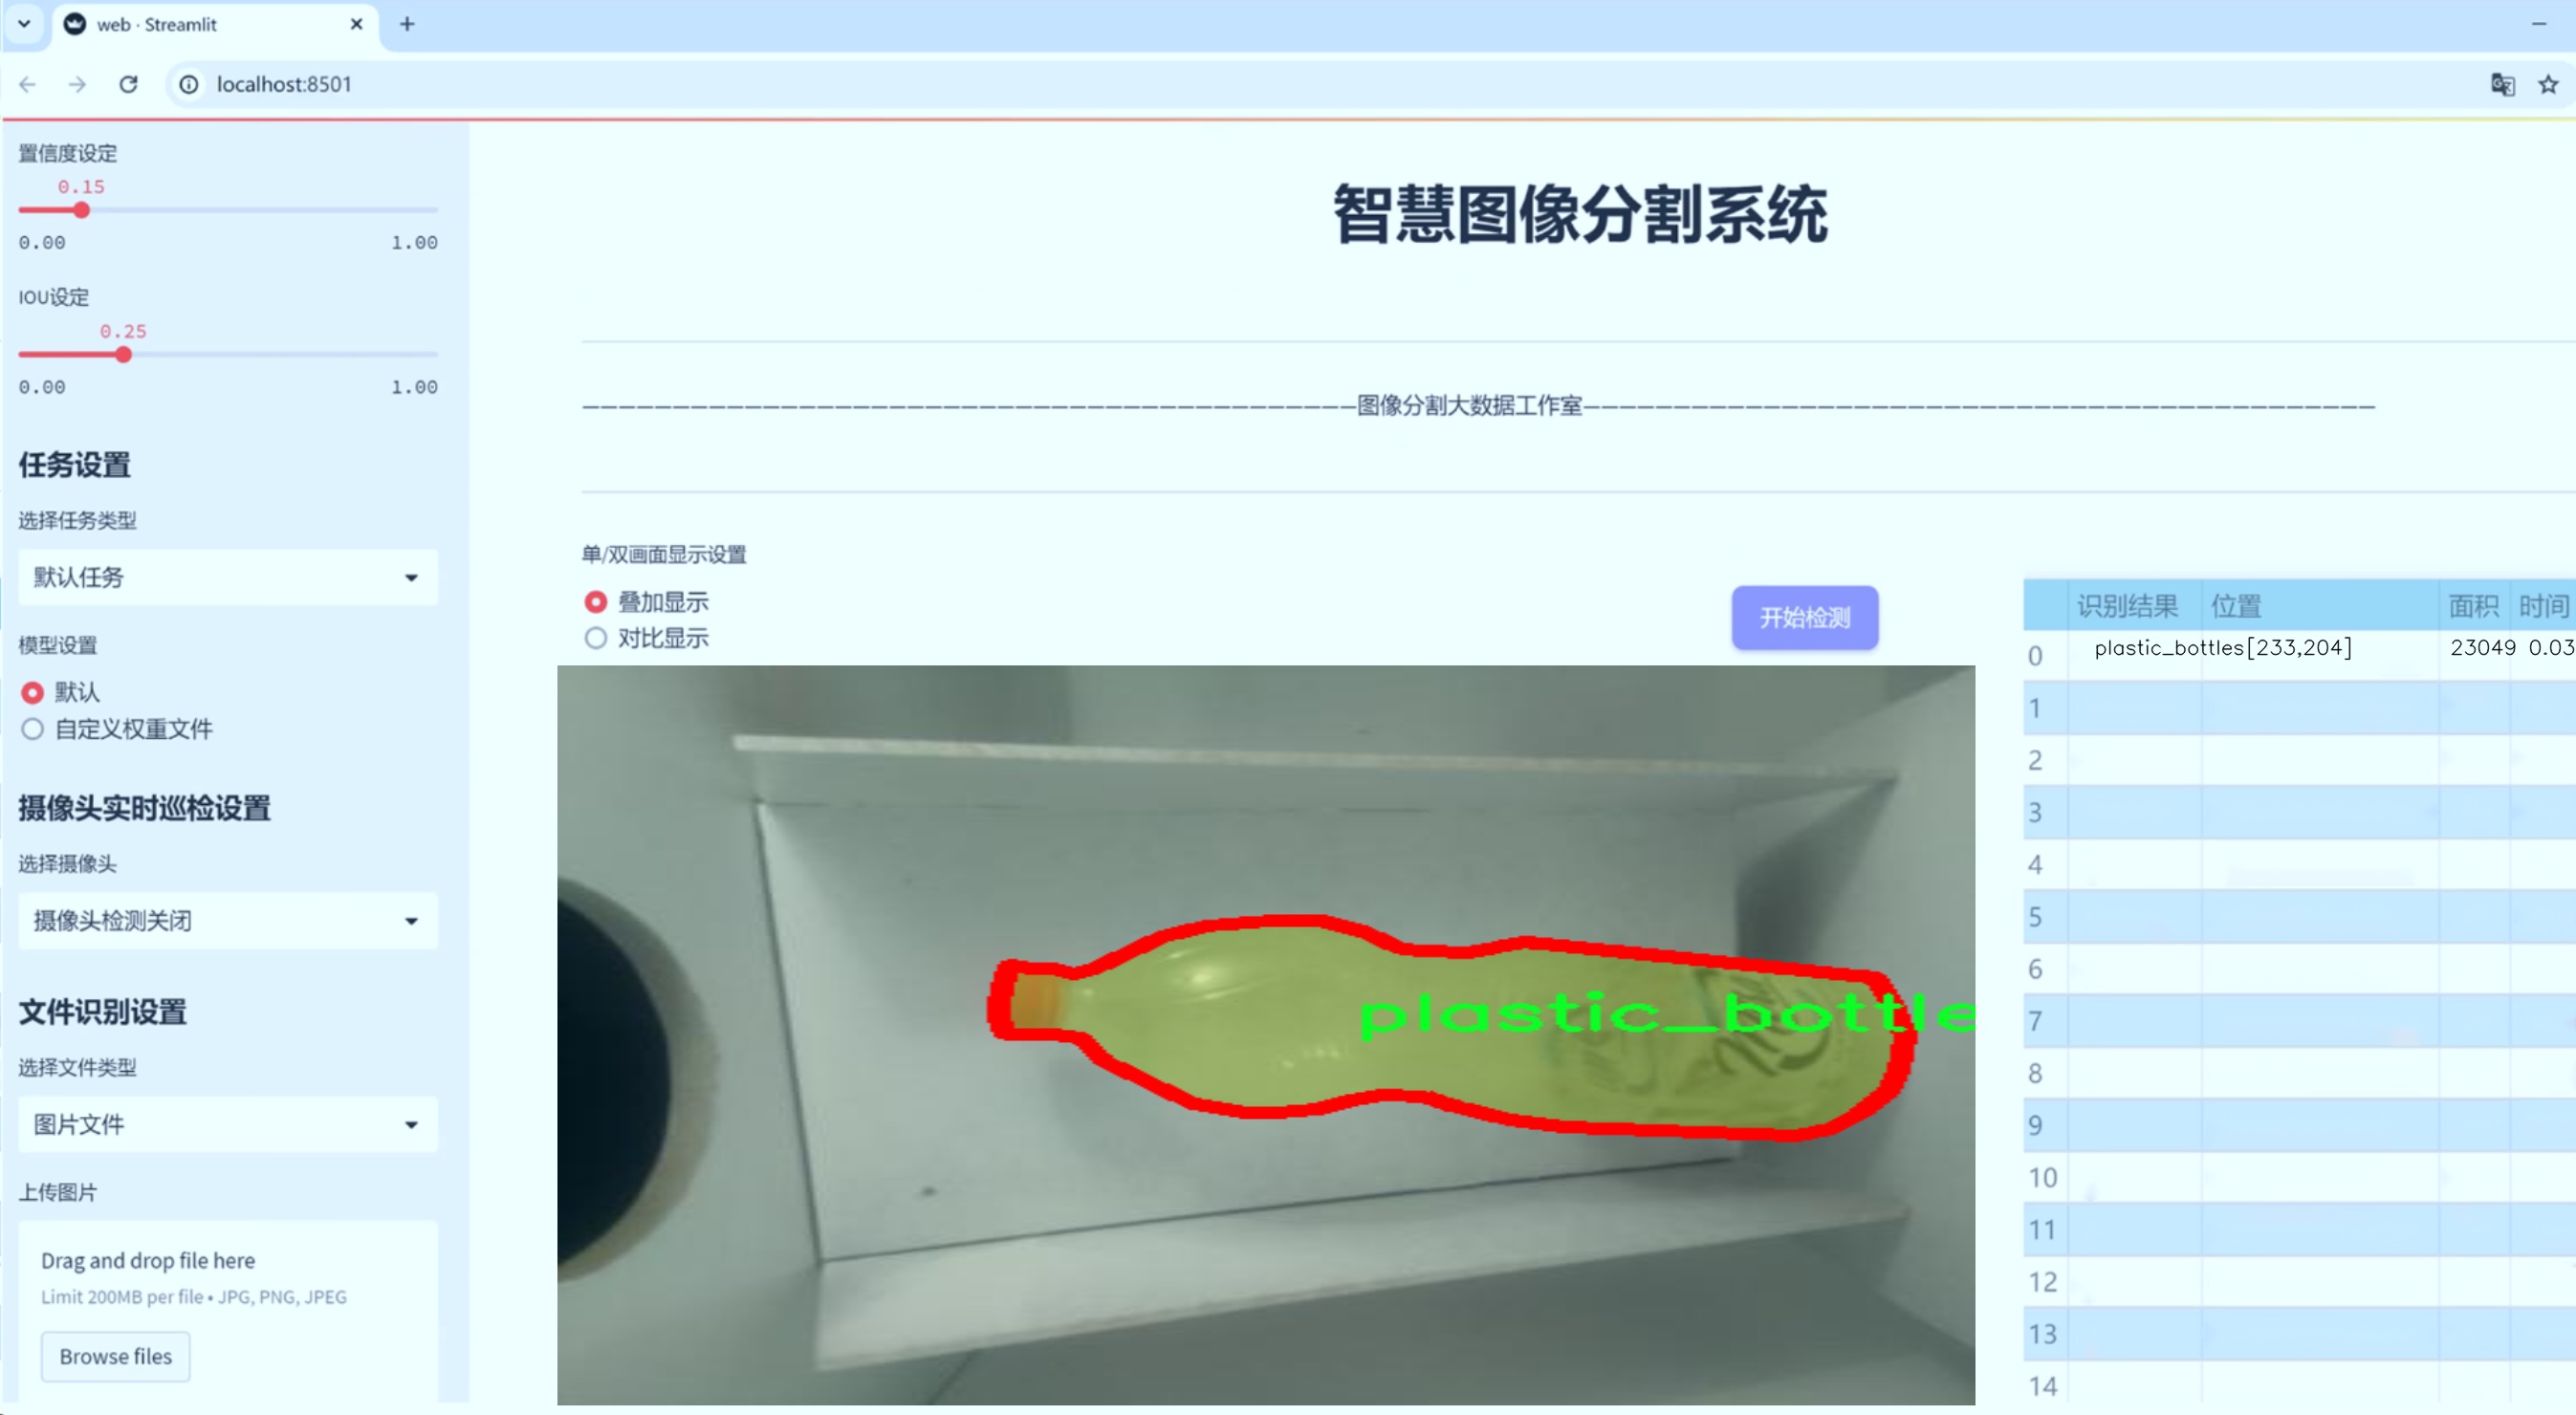 web · Streamlit
localhost:8501
置信度设定
0.15
0.00 1.00
IOU设定
0.25
0.00 1.00
任务设置
选择任务类型
默认任务
模型设置
默认
自定义权重文件
摄像头实时巡检设置
选择摄像头
摄像头检测关闭
文件识别设置
选择文件类型
图片文件
上传图片
Drag and drop file here
Limit 200MB per file • JPG, PNG, JPEG
Browse files
智慧图像分割系统
———————————————————————————————————————————图像分割大数据工作室————————————————————————————————————————————
单/双画面显示设置
叠加显示
对比显示
开始检测
plastic_bottle
识别结果 位置 面积 时间
0 plastic_bottles[233,204] 23049 0.03
1
2
3
4
5
6
7
8
9
10
11
12
13
14